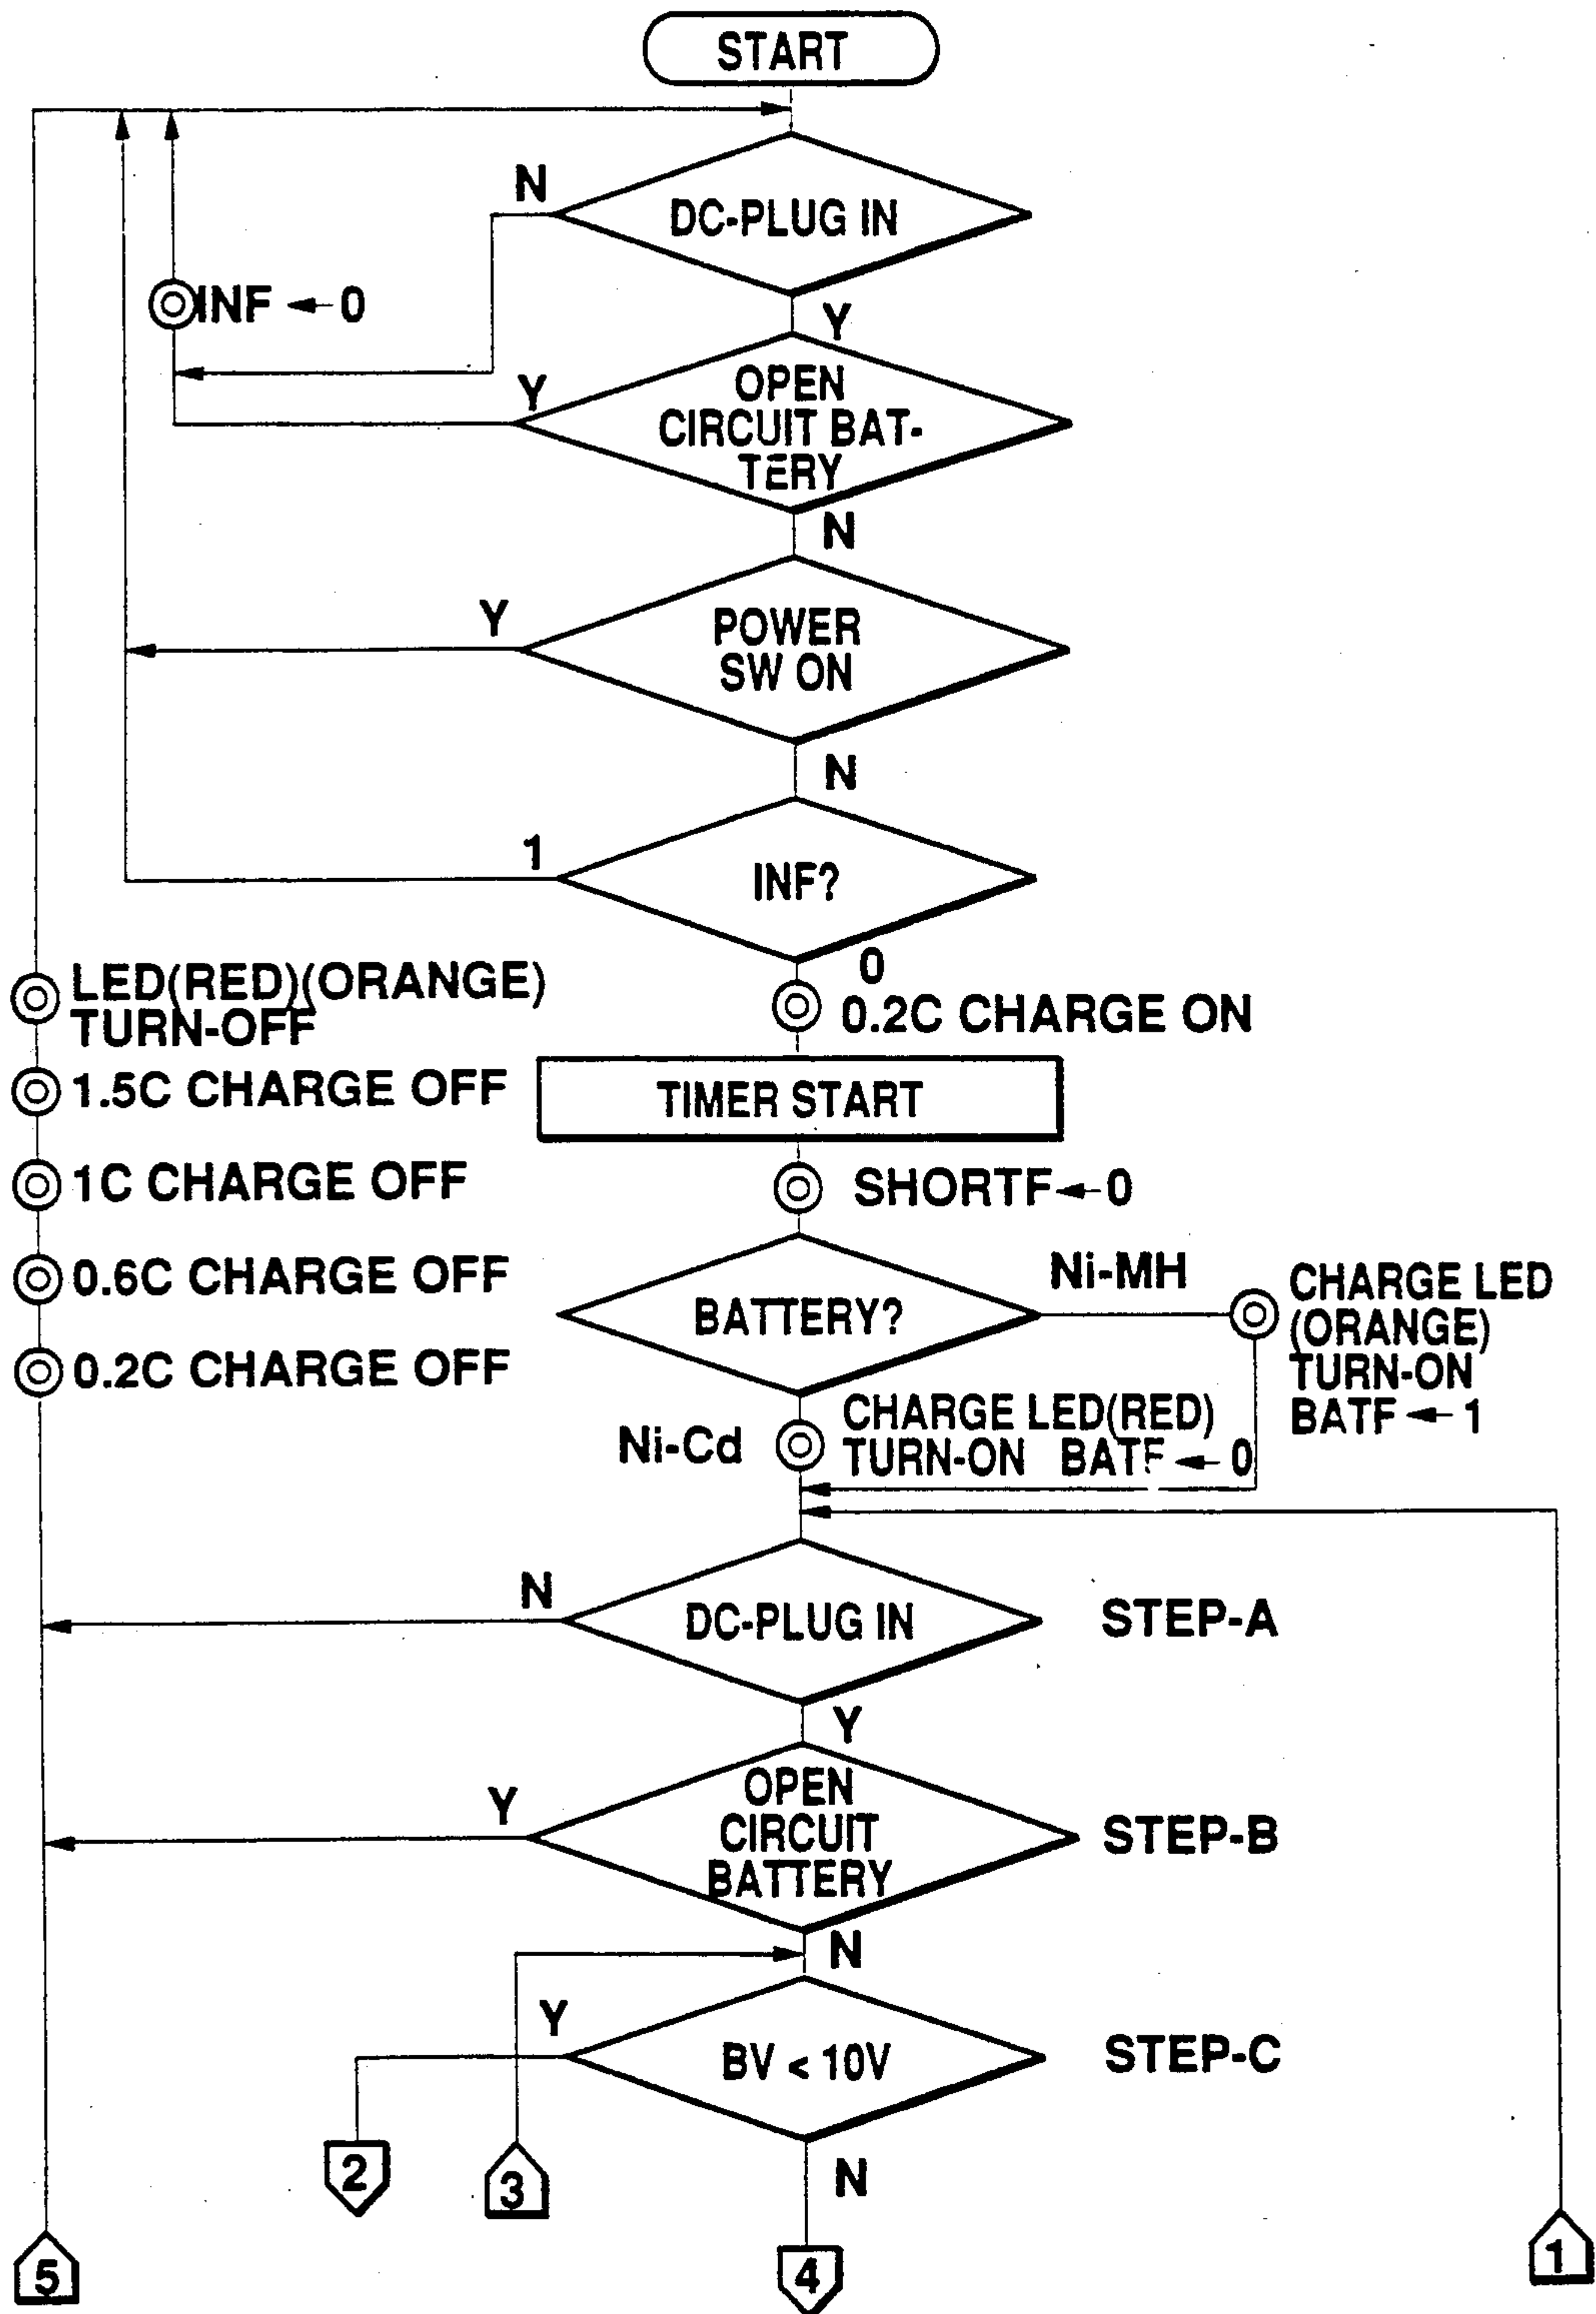 START
N
DC-PLUG IN
INF ← 0
Y
Y
OPEN
CIRCUIT BAT-
TERY
N
Y
POWER
SW ON
N
1
INF?
0
LED(RED)(ORANGE)
TURN-OFF
0.2C CHARGE ON
1.5C CHARGE OFF
TIMER START
1C CHARGE OFF
SHORTF←0
0.6C CHARGE OFF
BATTERY?
Ni-MH
CHARGE LED
(ORANGE)
TURN-ON
BATF ← 1
0.2C CHARGE OFF
Ni-Cd
CHARGE LED(RED)
TURN-ON BATF ← 0
N
DC-PLUG IN
STEP-A
Y
Y
OPEN
CIRCUIT
BATTERY
STEP-B
N
Y
BV < 10V
STEP-C
2
3
N
5
4
1